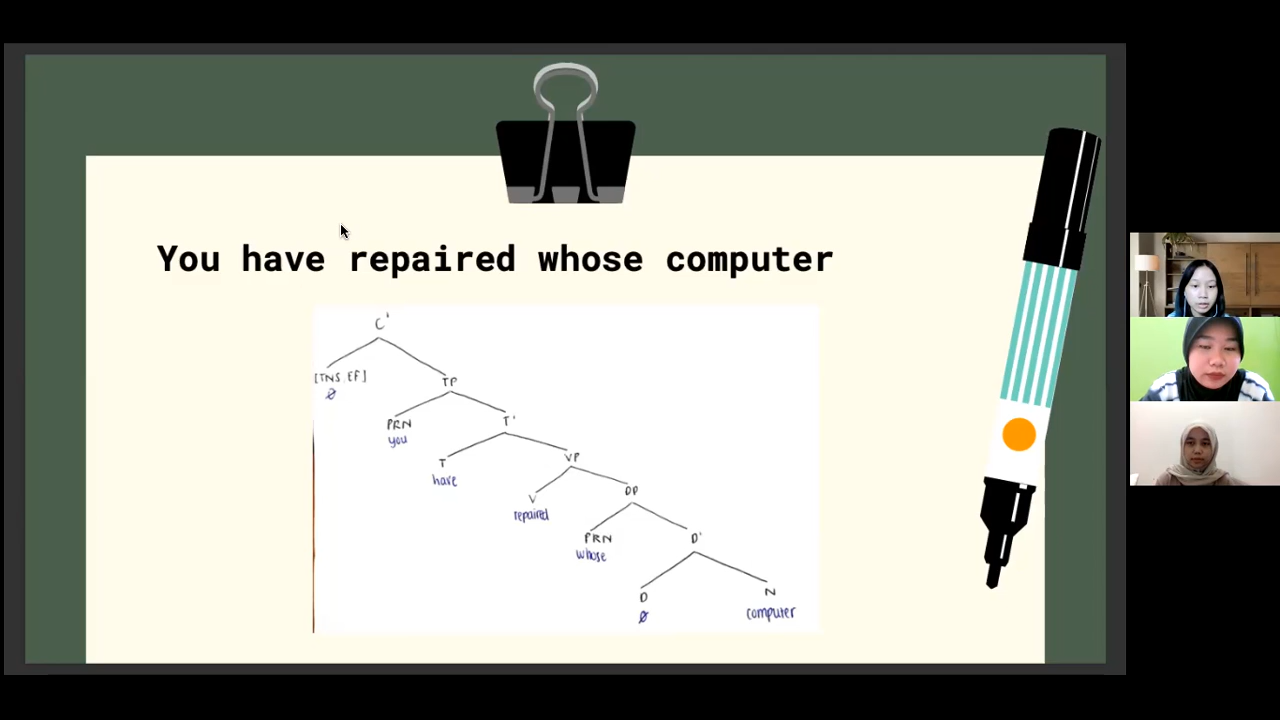 You have repaired whose computer
C'
[TNS, EF]
Ø
TP
PRN
you
T'
T
have
VP
V
repaired
DP
PRN
whose
D'
D
Ø
N
computer